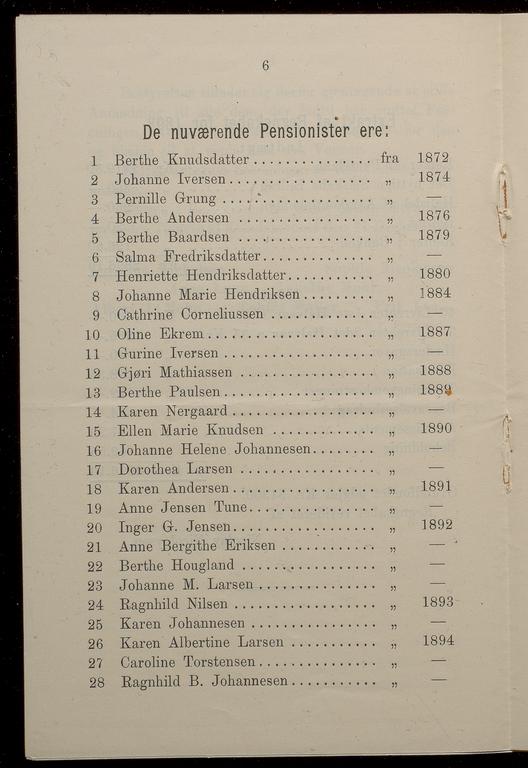 6
De nuværende Pensionister ere:
1 Berthe Knudsdatter . . . . . . . . . . . . . . . fra 1872
2 Johanne Iversen . . . . . . . . . . . . . . . . . . „ 1874
3 Pernille Grung . . . . . . . . . . . . . . . . . . . „ —
4 Berthe Andersen . . . . . . . . . . . . . . . . . „ 1876
5 Berthe Baardsen . . . . . . . . . . . . . . . . . „ 1879
6 Salma Fredriksdatter . . . . . . . . . . . . . . „ —
7 Henriette Hendriksdatter . . . . . . . . . . . „ 1880
8 Johanne Marie Hendriksen . . . . . . . . . „ 1884
9 Cathrine Corneliussen . . . . . . . . . . . . . „ —
10 Oline Ekrem . . . . . . . . . . . . . . . . . . . . . „ 1887
11 Gurine Iversen . . . . . . . . . . . . . . . . . . . „ —
12 Gjøri Mathiassen . . . . . . . . . . . . . . . . . „ 1888
13 Berthe Paulsen . . . . . . . . . . . . . . . . . . . „ 1889
14 Karen Nergaard . . . . . . . . . . . . . . . . . . „ —
15 Ellen Marie Knudsen . . . . . . . . . . . . . „ 1890
16 Johanne Helene Johannesen . . . . . . . . „ —
17 Dorothea Larsen . . . . . . . . . . . . . . . . . „ —
18 Karen Andersen . . . . . . . . . . . . . . . . . . „ 1891
19 Anne Jensen Tune . . . . . . . . . . . . . . . . „ —
20 Inger G. Jensen . . . . . . . . . . . . . . . . . . „ 1892
21 Anne Bergithe Eriksen . . . . . . . . . . . . „ —
22 Berthe Hougland . . . . . . . . . . . . . . . . . „ —
23 Johanne M. Larsen . . . . . . . . . . . . . . . „ —
24 Ragnhild Nilsen . . . . . . . . . . . . . . . . . . „ 1893
25 Karen Johannesen . . . . . . . . . . . . . . . . „ —
26 Karen Albertine Larsen . . . . . . . . . . . „ 1894
27 Caroline Torstensen . . . . . . . . . . . . . . . „ —
28 Ragnhild B. Johannesen . . . . . . . . . . . „ —